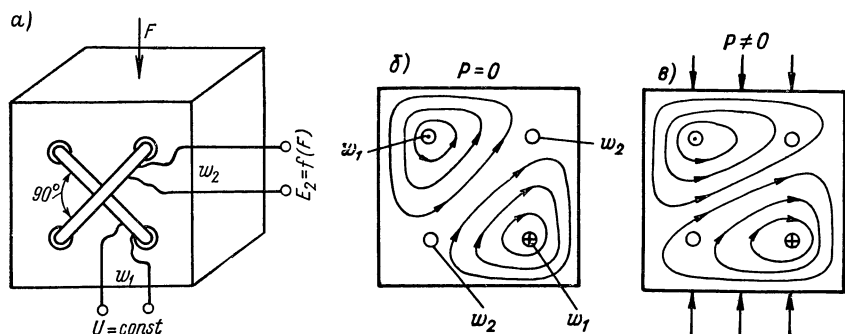 а)
F
90°
w₂
E₂=f(F)
w₁
U=const
б)
P=0
w₁
w₂
w₂
w₁
в)
P≠0